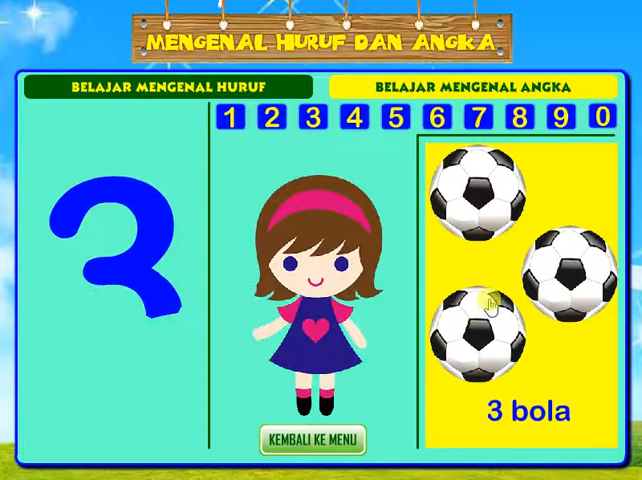 MENGENAL HURUF DAN ANGKA
BELAJAR MENGENAL HURUF
BELAJAR MENGENAL ANGKA
1 2 3 4 5 6 7 8 9 0
3 bola
KEMBALI KE MENU